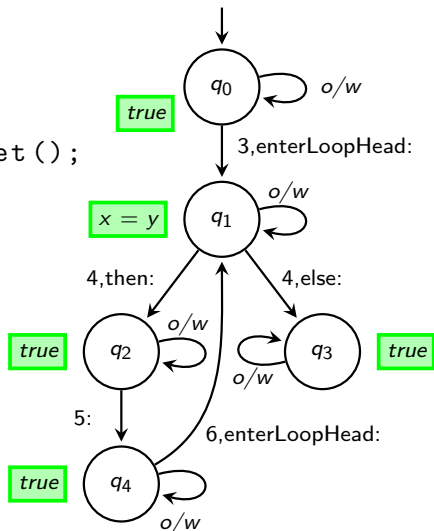 q0
o/w
true
3,enterLoopHead:
et();
o/w
x = y
q1
4,then:
4,else:
o/w
true
q2
q3
true
o/w
5:
6,enterLoopHead:
true
q4
o/w